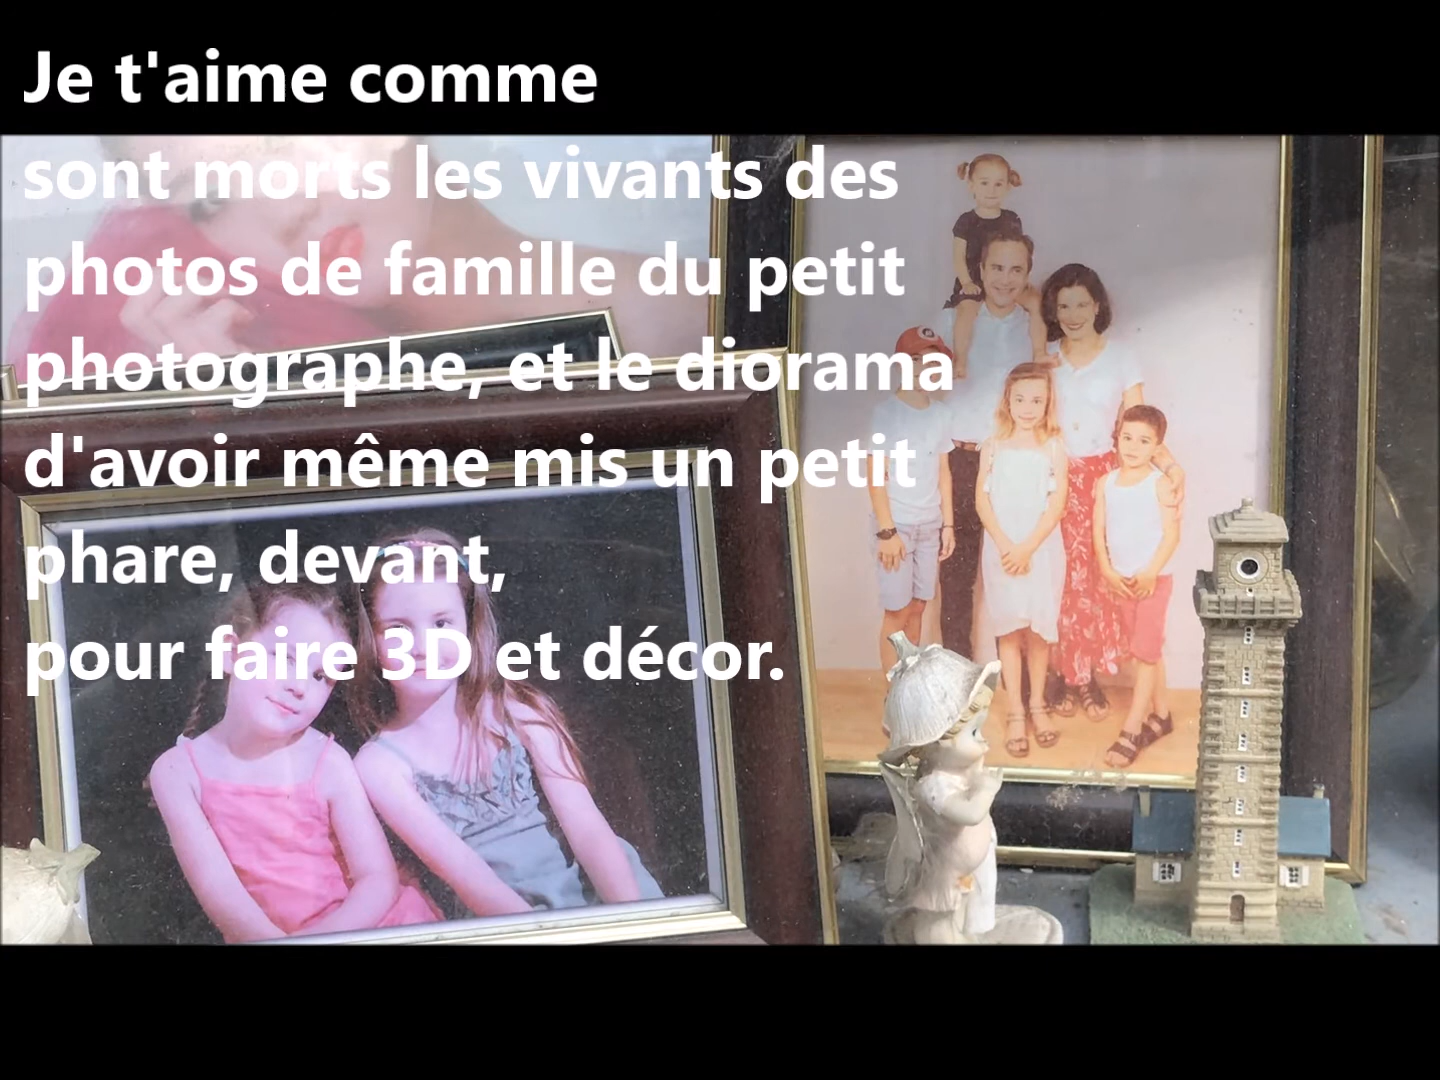 Je t'aime comme
sont morts les vivants des
photos de famille du petit
photographe, et le diorama
d'avoir même mis un petit
phare, devant,
pour faire 3D et décor.